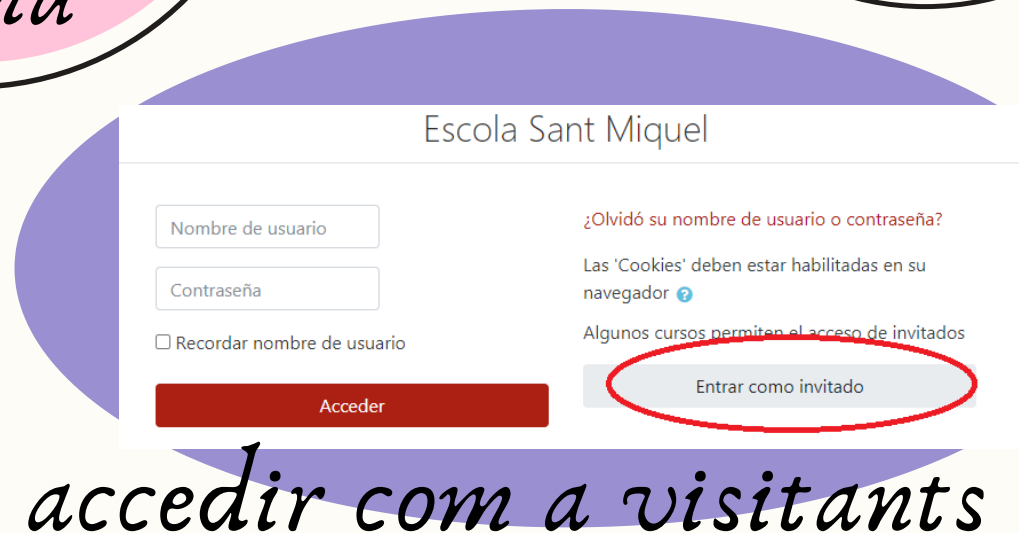 Escola Sant Miquel
Nombre de usuario
Contraseña
Recordar nombre de usuario
Acceder
¿Olvidó su nombre de usuario o contraseña?
Las 'Cookies' deben estar habilitadas en su
navegador
Algunos cursos permiten el acceso de invitados
Entrar como invitado
accedir com a visitants